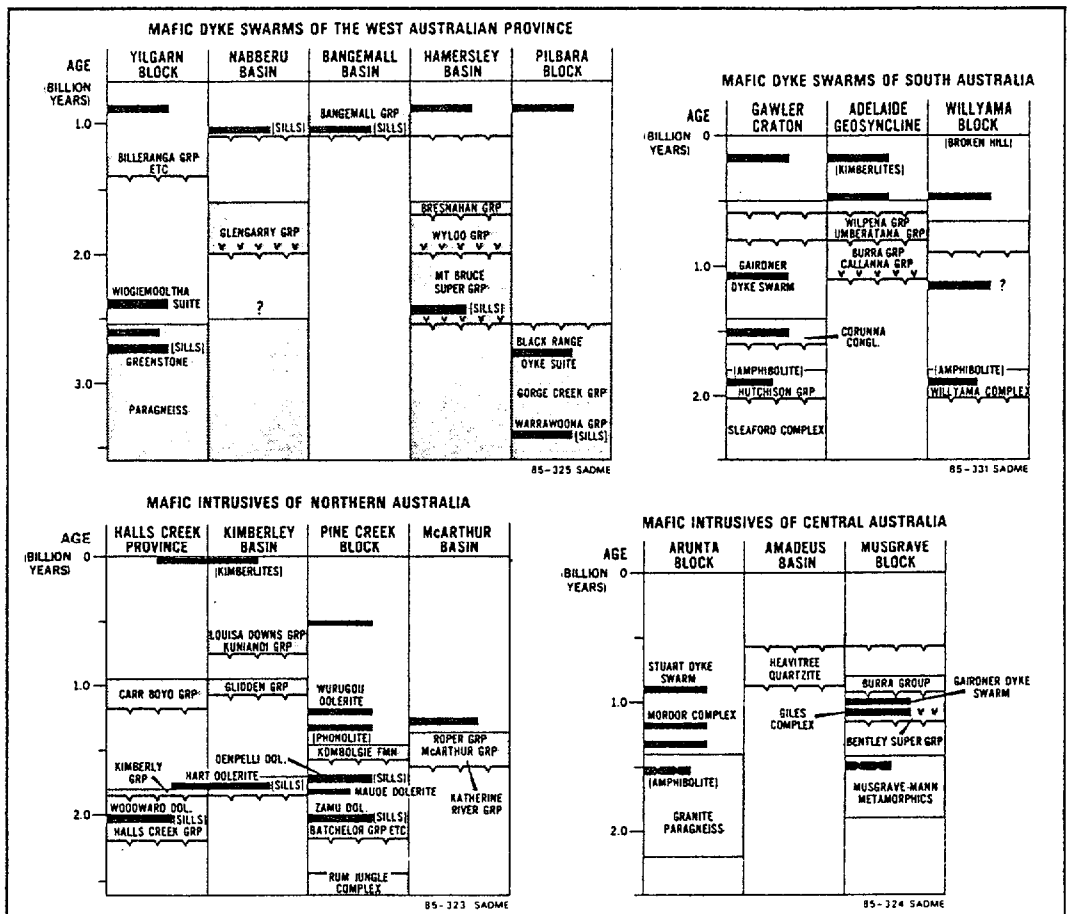 MAFIC DYKE SWARMS OF THE WEST AUSTRALIAN PROVINCE
AGE
(BILLION
YEARS)
YILGARN
BLOCK
NABBERU
BASIN
BANGEMALL
BASIN
HAMERSLEY
BASIN
PILBARA
BLOCK
1.0
2.0
3.0
BILLERANGA GRP
ETC
WIDGIEMOOLTHA
SUITE
(SILLS)
GREENSTONE
PARAGNEISS
(SILLS)
GLENGARRY GRP
V V V V V
?
BANGEMALL GRP
(SILLS)
BRESNAHAN GRP
WYLOO GRP
V V V V V
MT BRUCE
SUPER GRP
(SILLS)
V V V V V
BLACK RANGE
DYKE SUITE
GORGE CREEK GRP
WARRAWOONA GRP
(SILLS)
85-325 SADME
MAFIC DYKE SWARMS OF SOUTH AUSTRALIA
AGE
(BILLION
YEARS)
GAWLER
CRATON
ADELAIDE
GEOSYNCLINE
WILLYAMA
BLOCK
0
1.0
2.0
(BROKEN HILL)
(KIMBERLITES)
WILPENA GRP
UMBERATANA GRP
BURRA GRP
CALLANNA GRP
V V V V V
GAIRDNER
DYKE SWARM
?
CORUNNA
CONGL.
(AMPHIBOLITE)
HUTCHISON GRP
SLEAFORD COMPLEX
(AMPHIBOLITE)
WILLYAMA COMPLEX
85-331 SADME
MAFIC INTRUSIVES OF NORTHERN AUSTRALIA
AGE
(BILLION
YEARS)
HALLS CREEK
PROVINCE
KIMBERLEY
BASIN
PINE CREEK
BLOCK
McARTHUR
BASIN
0
1.0
2.0
(KIMBERLITES)
LOUISA DOWNS GRP
KUNIANDI GRP
CARR BOYD GRP
GLIDDEN GRP
WURUGOIJ
DOLERITE
(PHONOLITE)
KOMBOLGIE FMN
ROPER GRP
McARTHUR GRP
OENPELLI DOL.
(SILLS)
MAUDE DOLERITE
KATHERINE
RIVER GRP
KIMBERLY
GRP
HART DOLERITE
(SILLS)
WOODWARD DOL.
(SILLS)
HALLS CREEK GRP
ZAMU DOL.
(SILLS)
BATCHELOR GRP ETC
RUM JUNGLE
COMPLEX
85-323 SADME
MAFIC INTRUSIVES OF CENTRAL AUSTRALIA
AGE
(BILLION
YEARS)
ARUNTA
BLOCK
AMADEUS
BASIN
MUSGRAVE
BLOCK
0
1.0
2.0
STUART DYKE
SWARM
HEAVITREE
QUARTZITE
BURRA GROUP
GAIRDNER DYKE
SWARM
MORDOR COMPLEX
GILES
COMPLEX
V V
BENTLEY SUPER GRP
(AMPHIBOLITE)
GRANITE
PARAGNEISS
MUSGRAVE-MANN
METAMORPHICS
85-324 SADME